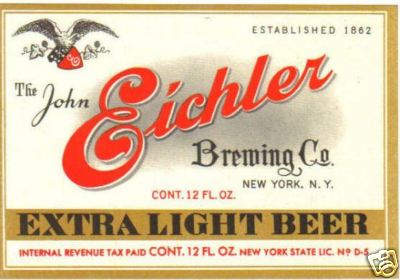 ESTABLISHED 1862
The John Eichler
Brewing Co.
NEW YORK, N. Y.
CONT. 12 FL. OZ.
EXTRA LIGHT BEER
INTERNAL REVENUE TAX PAID CONT. 12 FL. OZ. NEW YORK STATE LIC. Nº D-5